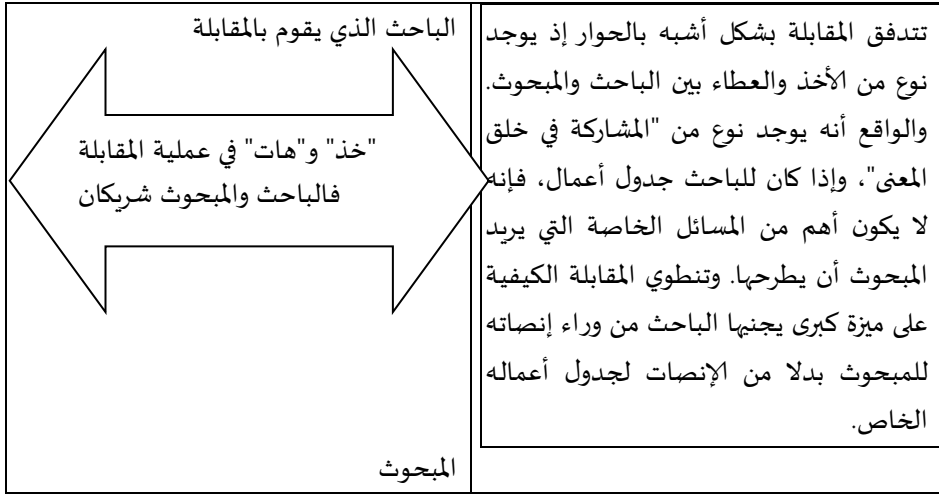 تتدفق المقابلة بشكل أشبه بالحوار إذ يوجد
نوع من الأخذ والعطاء بين الباحث والمبحوث.
والواقع أنه يوجد نوع من "المشاركة في خلق
المعنى"، وإذا كان للباحث جدول أعمال، فإنه
لا يكون أهم من المسائل الخاصة التي يريد
المبحوث أن يطرحها. وتنطوي المقابلة الكيفية
على ميزة كبرى يجنيها الباحث من وراء إنصاته
للمبحوث بدلا من الإنصات لجدول أعماله
الخاص.
الباحث الذي يقوم بالمقابلة
"خذ" و"هات" في عملية المقابلة
فالباحث والمبحوث شريكان
المبحوث